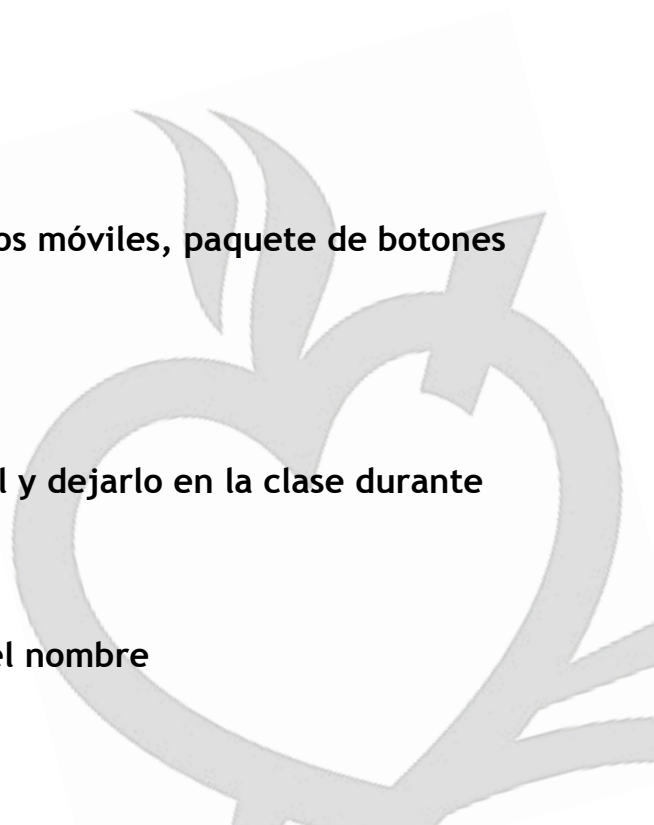 os móviles, paquete de botones
l y dejarlo en la clase durante
el nombre